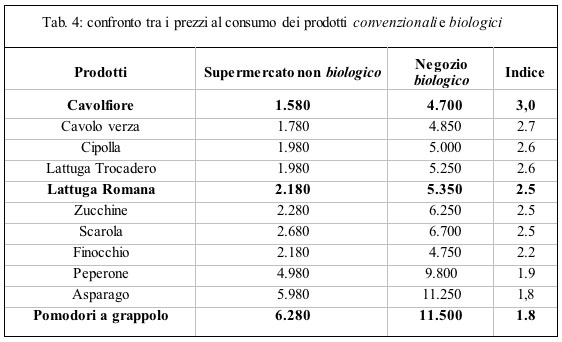 Tab. 4: confronto tra i prezzi al consumo dei prodotti convenzionali e biologici
Prodotti Supermercato non biologico Negozio biologico Indice
Cavolfiore 1.580 4.700 3,0
Cavolo verza 1.780 4.850 2.7
Cipolla 1.980 5.000 2.6
Lattuga Trocadero 1.980 5.250 2.6
Lattuga Romana 2.180 5.350 2.5
Zucchine 2.280 6.250 2.5
Scarola 2.680 6.700 2.5
Finocchio 2.180 4.750 2.2
Peperone 4.980 9.800 1.9
Asparago 5.980 11.250 1,8
Pomodori a grappolo 6.280 11.500 1.8